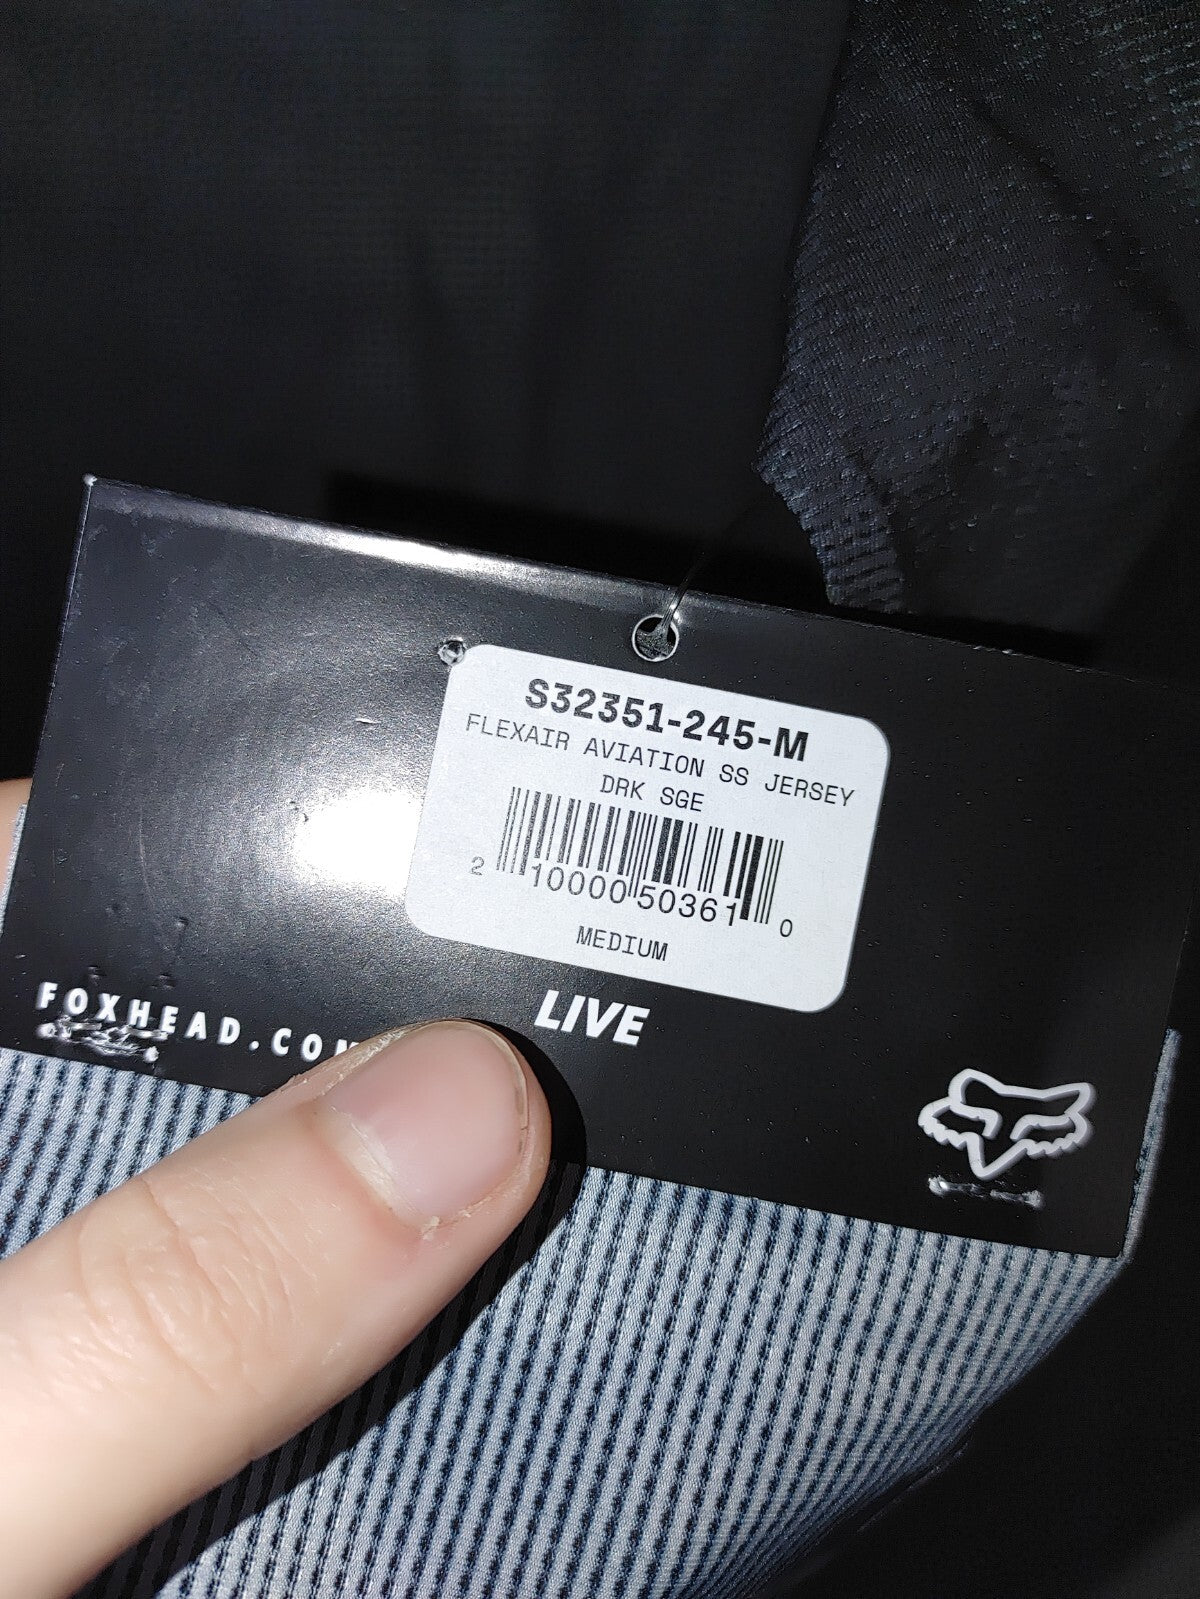 S32351-245-M
FLEXAIR AVIATION SS JERSEY
DRK SGE
2 10000 50361 0
MEDIUM
LIVE
FOXHEAD.COM